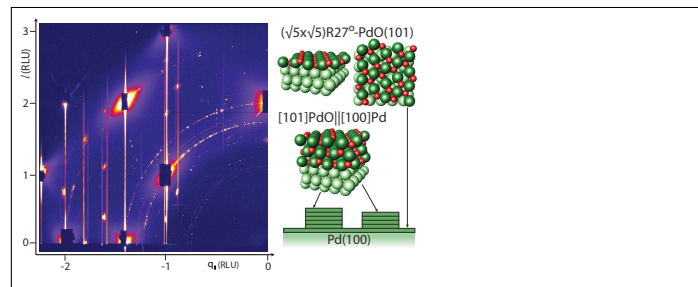 (√5x√5)R27º-PdO(101)
[101]PdO||[100]Pd
Pd(100)
l (RLU)
3
2
1
0
-2
-1
0
q∥ (RLU)